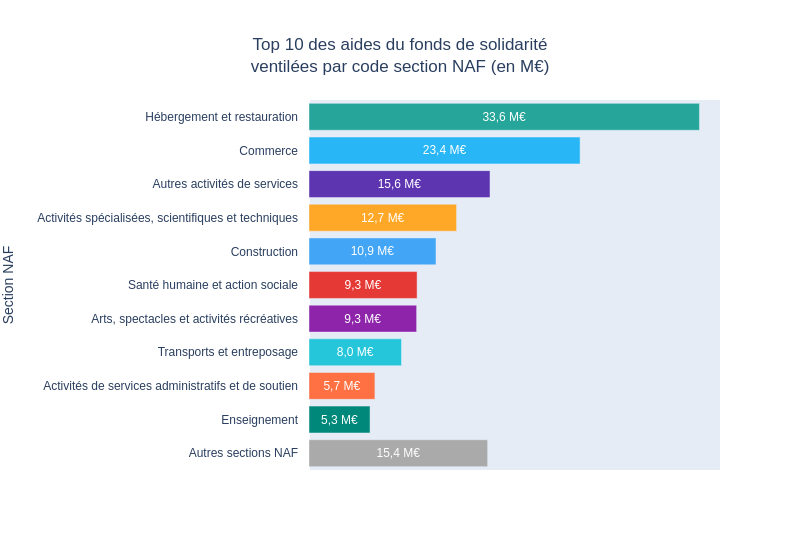 Top 10 des aides du fonds de solidarité
ventilées par code section NAF (en M€)
Section NAF
Hébergement et restauration 33,6 M€
Commerce 23,4 M€
Autres activités de services 15,6 M€
Activités spécialisées, scientifiques et techniques 12,7 M€
Construction 10,9 M€
Santé humaine et action sociale 9,3 M€
Arts, spectacles et activités récréatives 9,3 M€
Transports et entreposage 8,0 M€
Activités de services administratifs et de soutien 5,7 M€
Enseignement 5,3 M€
Autres sections NAF 15,4 M€